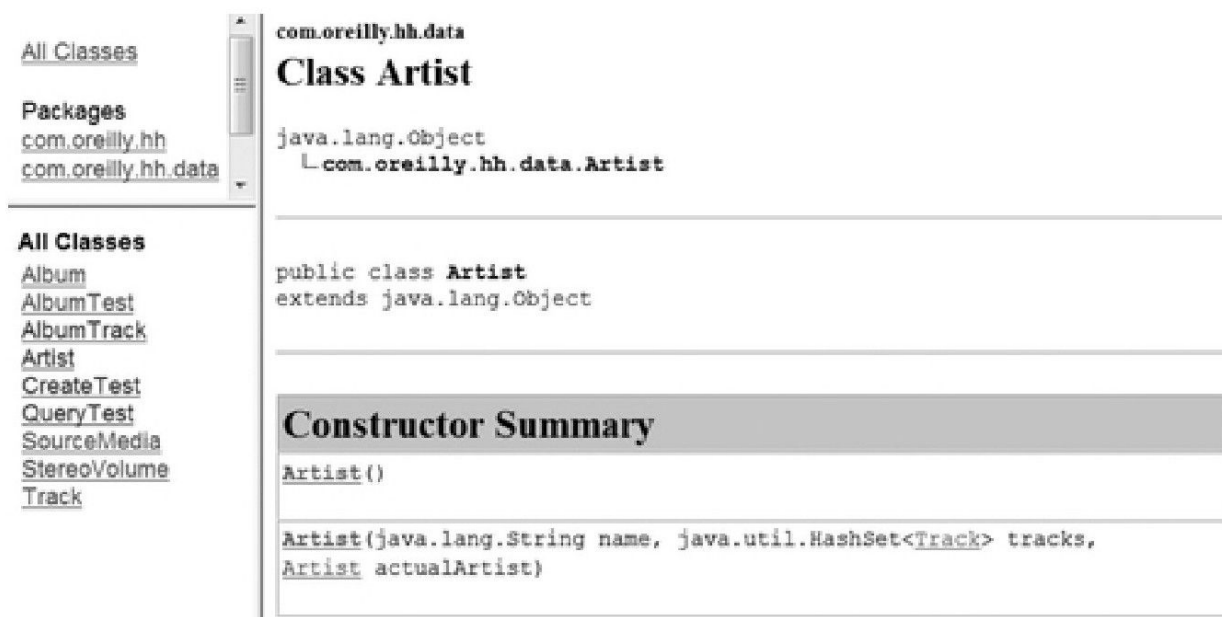 All Classes
Packages
com.oreilly.hh
com.oreilly.hh.data
All Classes
Album
AlbumTest
AlbumTrack
Artist
CreateTest
QueryTest
SourceMedia
StereoVolume
Track
com.oreilly.hh.data
Class Artist
java.lang.Object
com.oreilly.hh.data.Artist
public class Artist
extends java.lang.Object
Constructor Summary
Artist()
Artist(java.lang.String name, java.util.HashSet<Track> tracks,
Artist actualArtist)